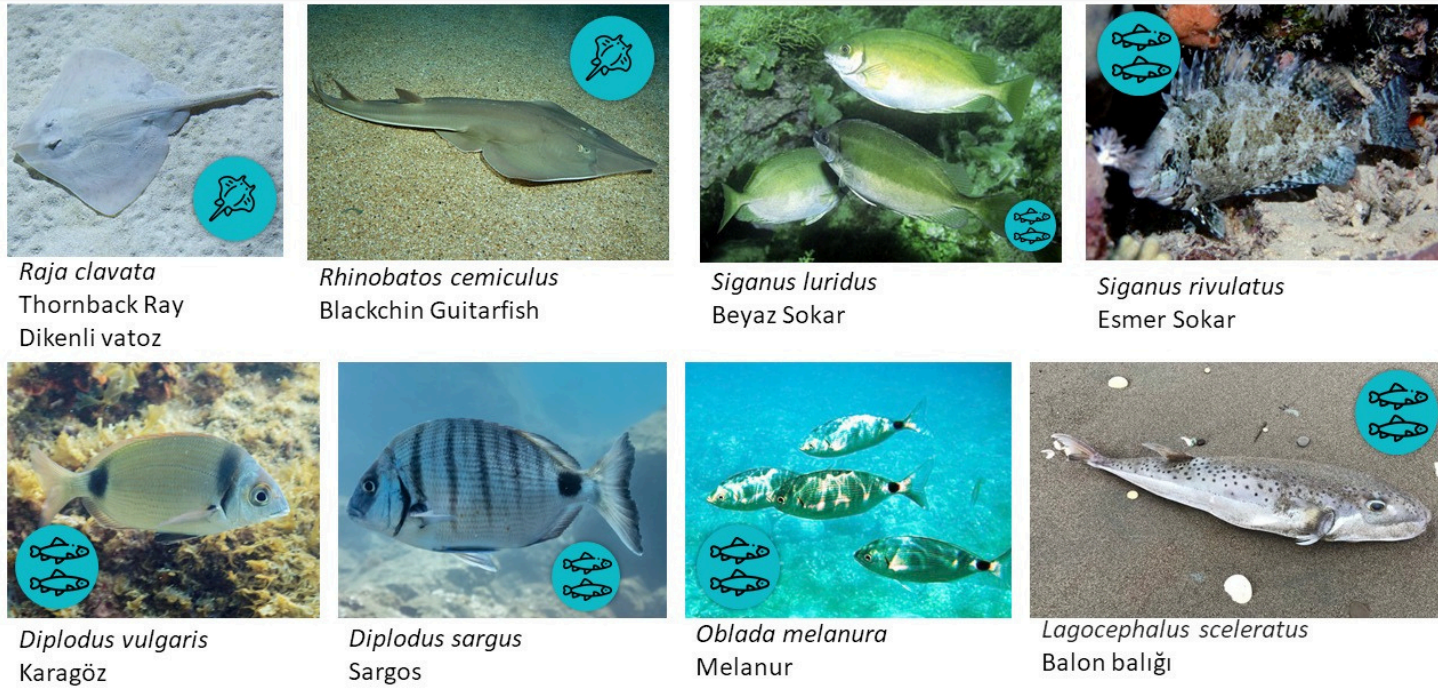 Raja clavata
Thornback Ray
Dikenli vatoz
Rhinobatos cemiculus
Blackchin Guitarfish
Siganus luridus
Beyaz Sokar
Siganus rivulatus
Esmer Sokar
Diplodus vulgaris
Karagöz
Diplodus sargus
Sargos
Oblada melanura
Melanur
Lagocephalus sceleratus
Balon balığı